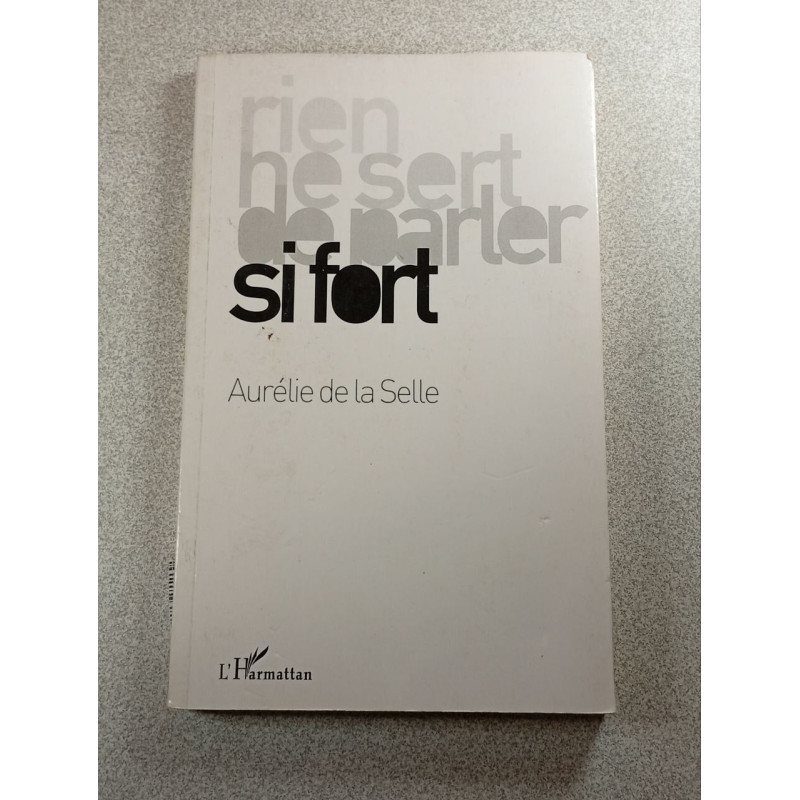 rien
ne sert
de parler
si fort
Aurélie de la Selle
L'Harmattan